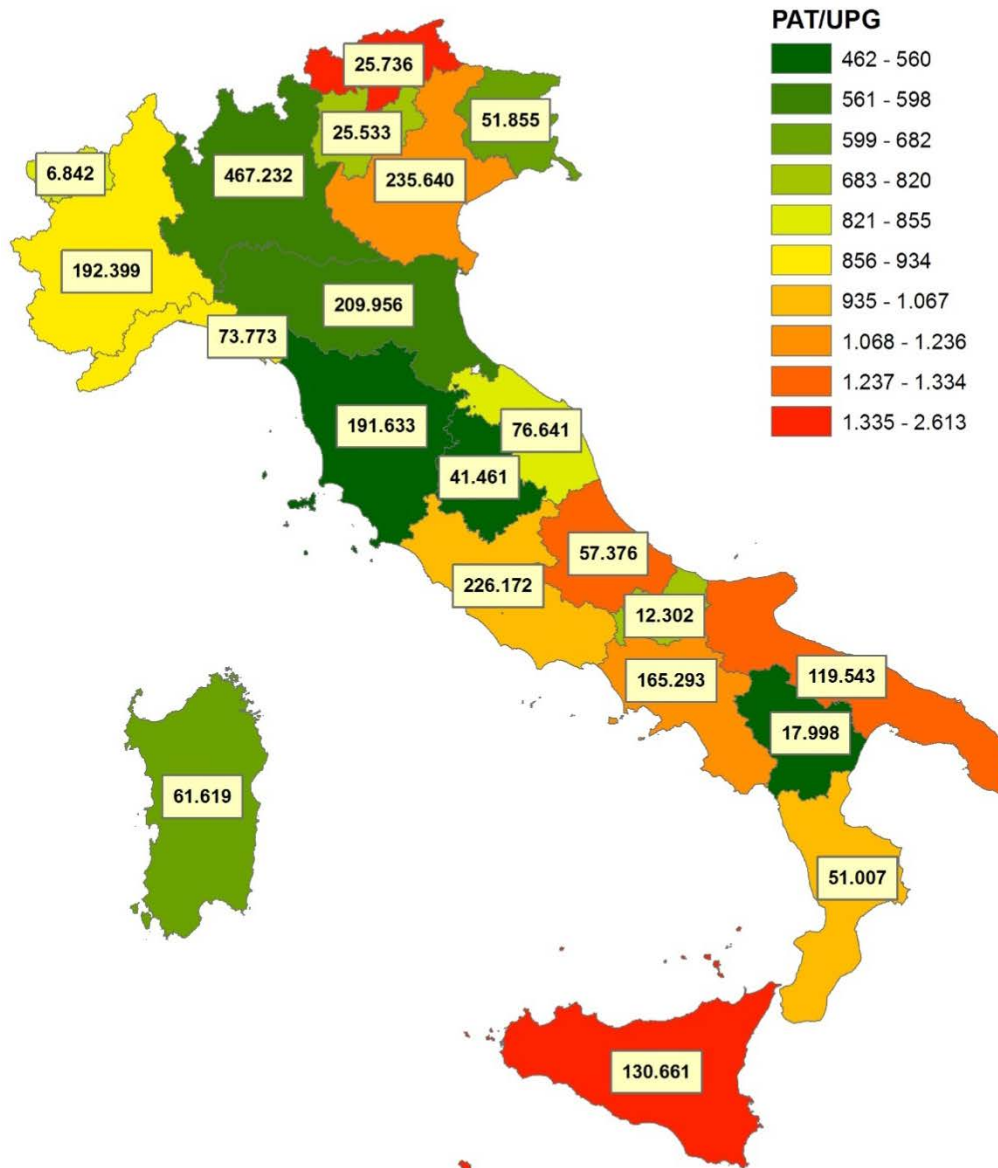 PAT/UPG
462 - 560
561 - 598
599 - 682
683 - 820
821 - 855
856 - 934
935 - 1.067
1.068 - 1.236
1.237 - 1.334
1.335 - 2.613
25.736
51.855
25.533
6.842
467.232
235.640
192.399
209.956
73.773
191.633
76.641
41.461
57.376
226.172
12.302
165.293
119.543
17.998
61.619
51.007
130.661